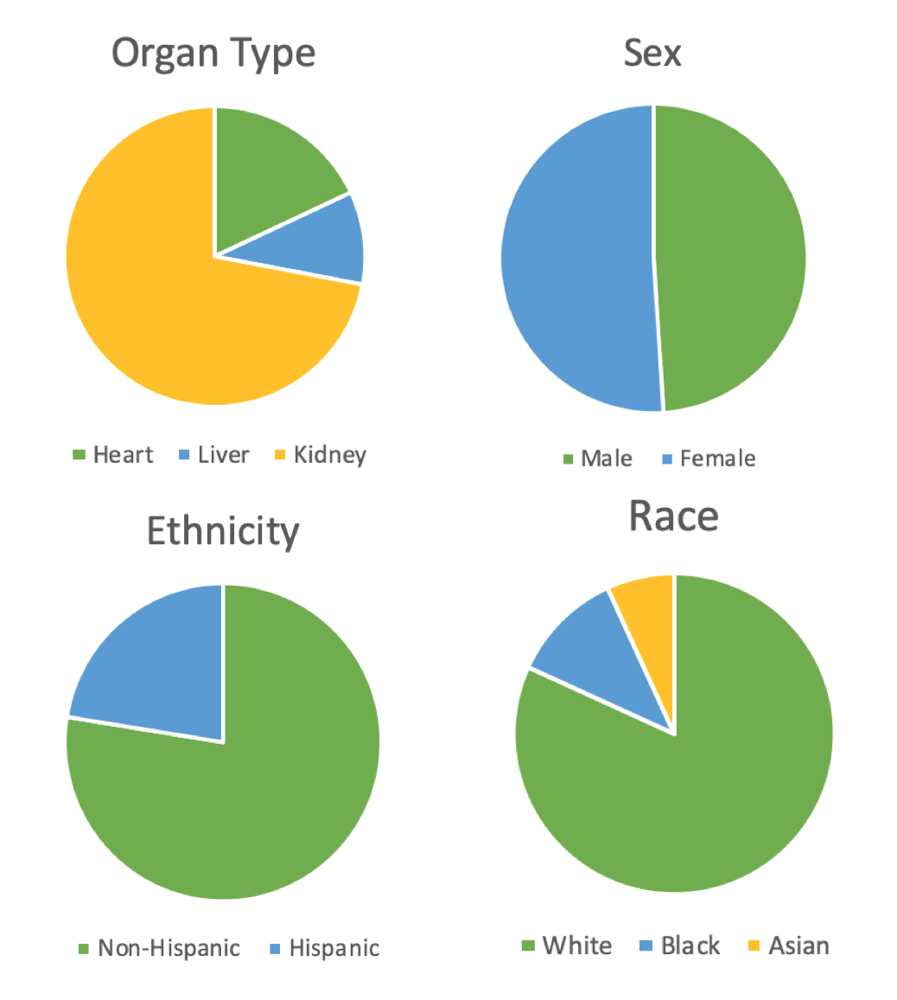 Organ Type
Sex
Heart Liver Kidney
Male Female
Ethnicity
Race
Non-Hispanic Hispanic
White Black Asian